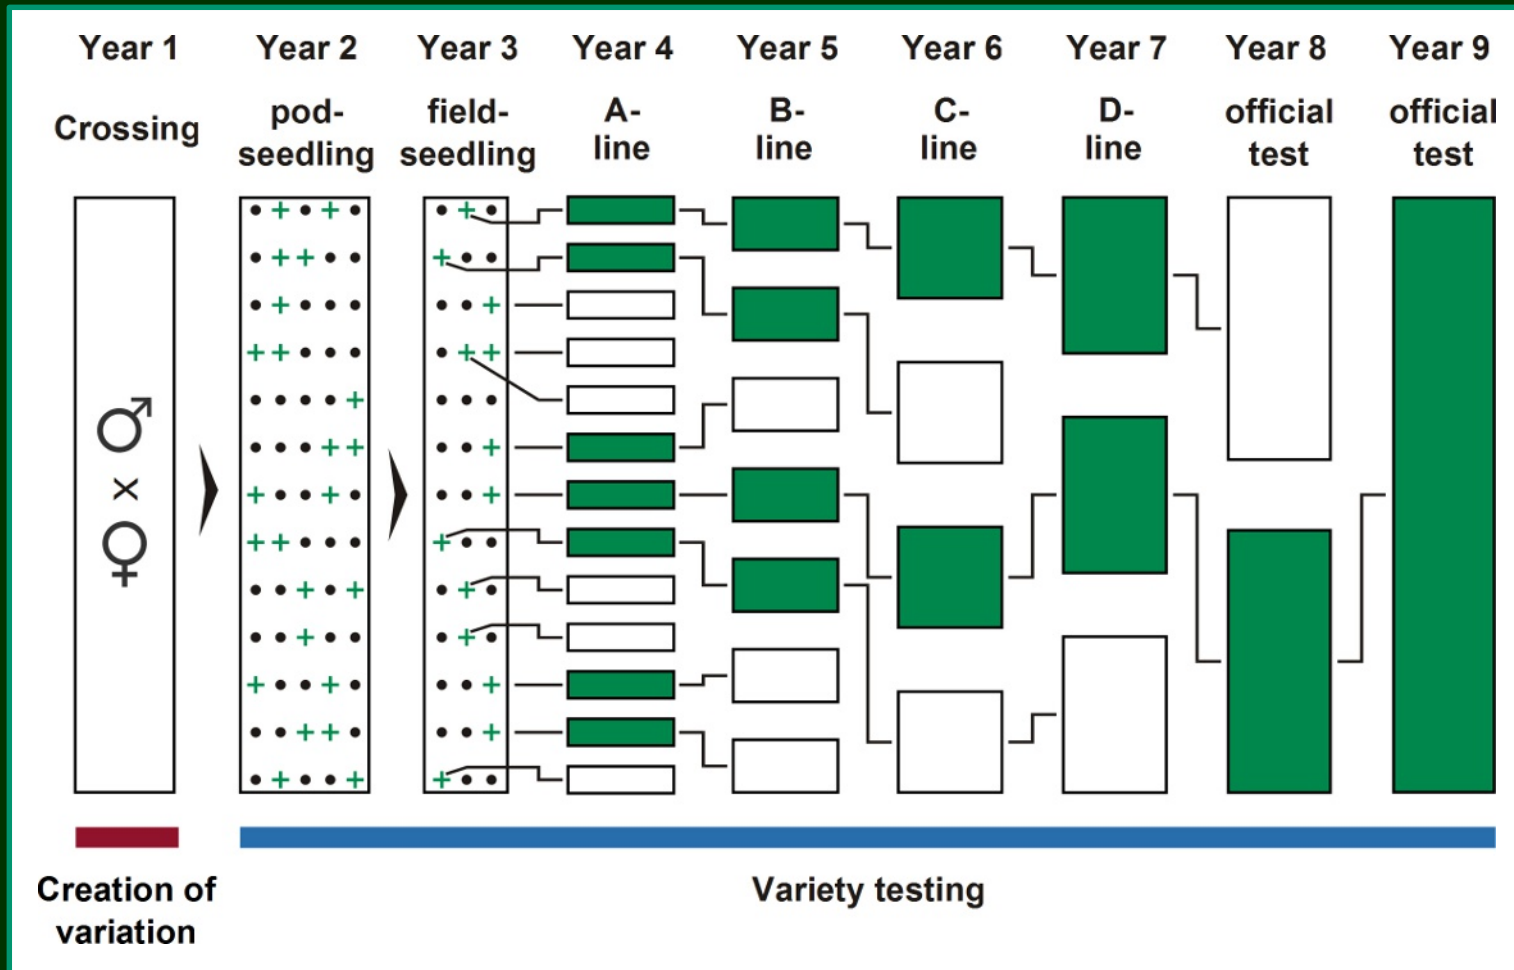 Year 1 Year 2 Year 3 Year 4 Year 5 Year 6 Year 7 Year 8 Year 9
Crossing
pod-
seedling
field-
seedling
A-
line
B-
line
C-
line
D-
line
official
test
official
test
x
Creation of
variation
Variety testing